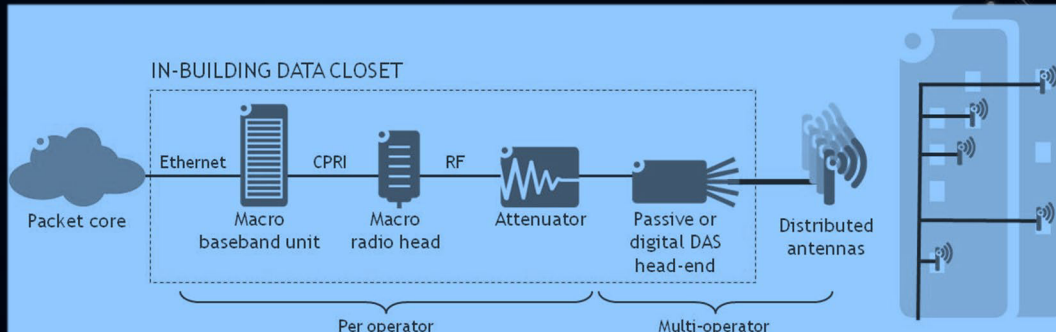 IN-BUILDING DATA CLOSET
Ethernet
CPRI
RF
Packet core
Macro
baseband unit
Macro
radio head
Attenuator
Passive or
digital DAS
head-end
Distributed
antennas
Per operator
Multi-operator